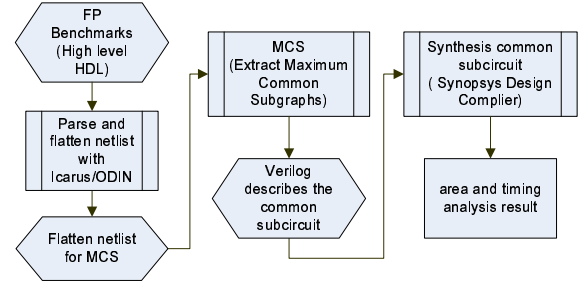 FP
Benchmarks
(High level
HDL)
Parse and
flatten netlist
with
Icarus/ODIN
Flatten netlist
for MCS
MCS
(Extract Maximum
Common
Subgraphs)
Verilog
describes the
common
subcircuit
Synthesis common
subcircuit
( Synopsys Design
Complier)
area and timing
analysis result